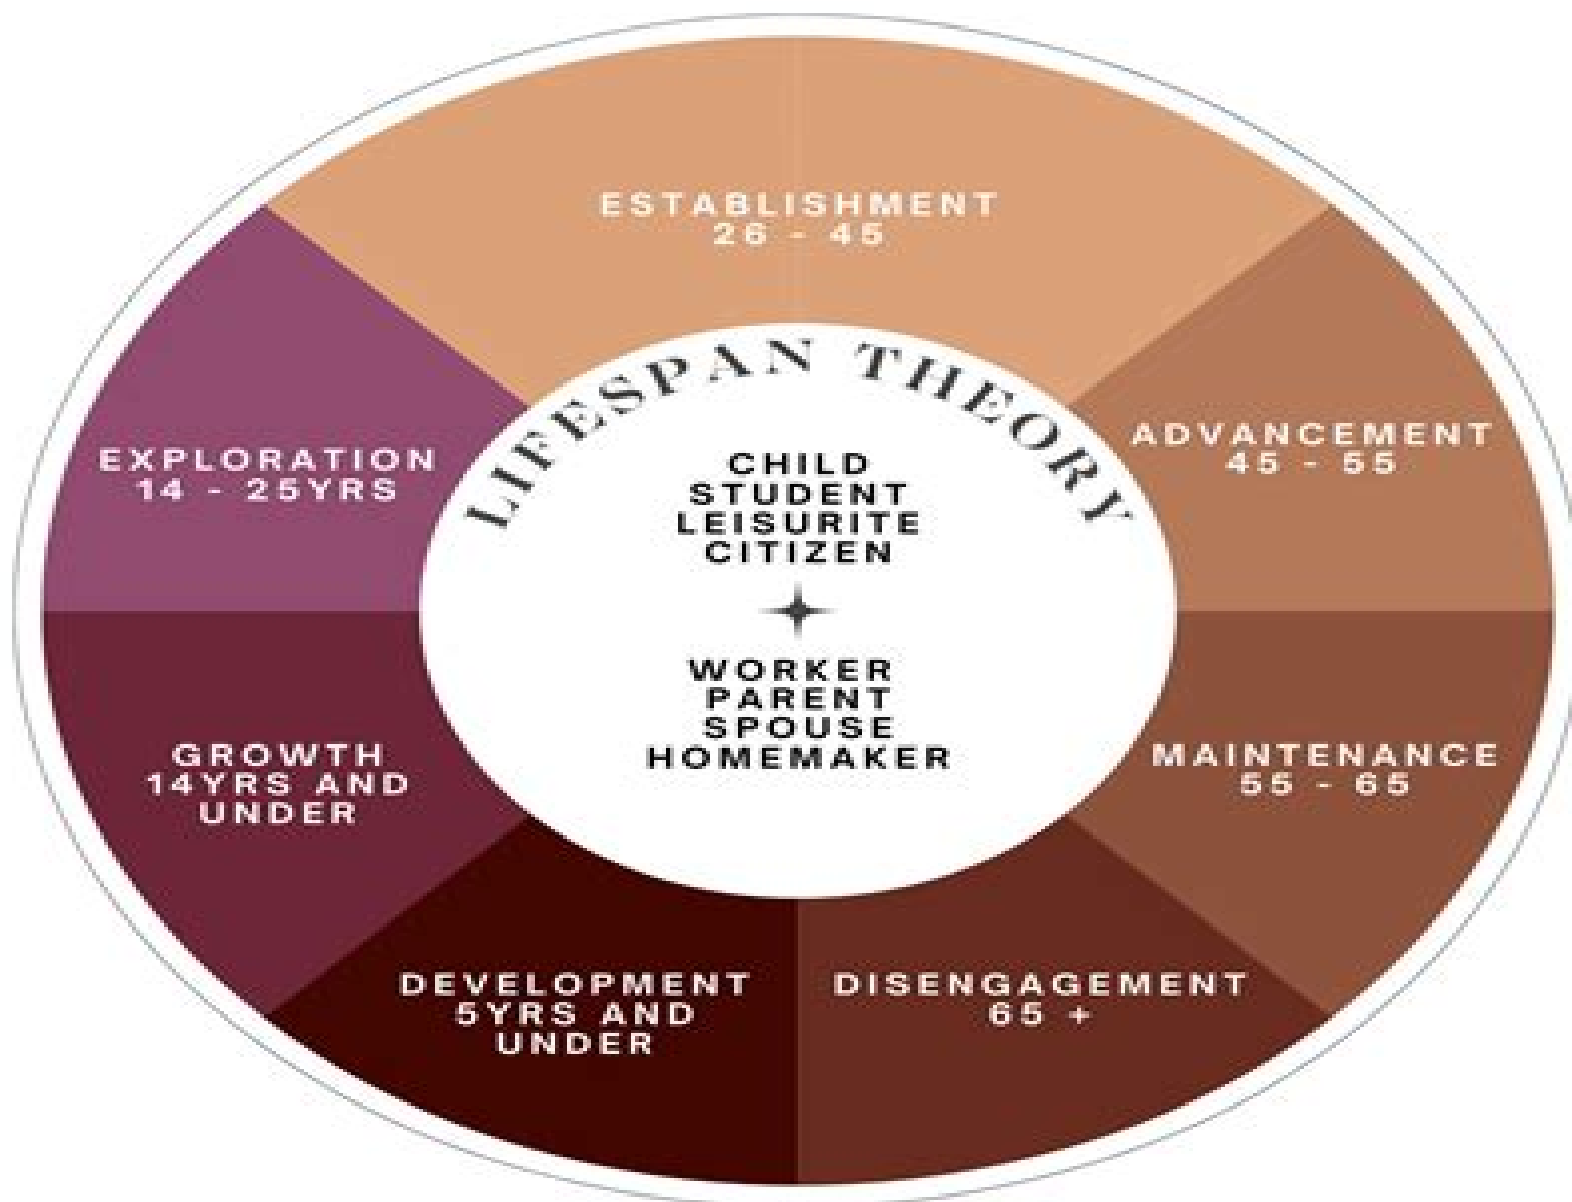 ESTABLISHMENT
26 - 45
EXPLORATION
14 - 25YRS
LIFESPAN THEORY
ADVANCEMENT
45 - 55
CHILD
STUDENT
LEISURITE
CITIZEN
WORKER
PARENT
SPOUSE
HOMEMAKER
GROWTH
14YRS AND
UNDER
MAINTENANCE
55 - 65
DEVELOPMENT
5YRS AND
UNDER
DISENGAGEMENT
65 +